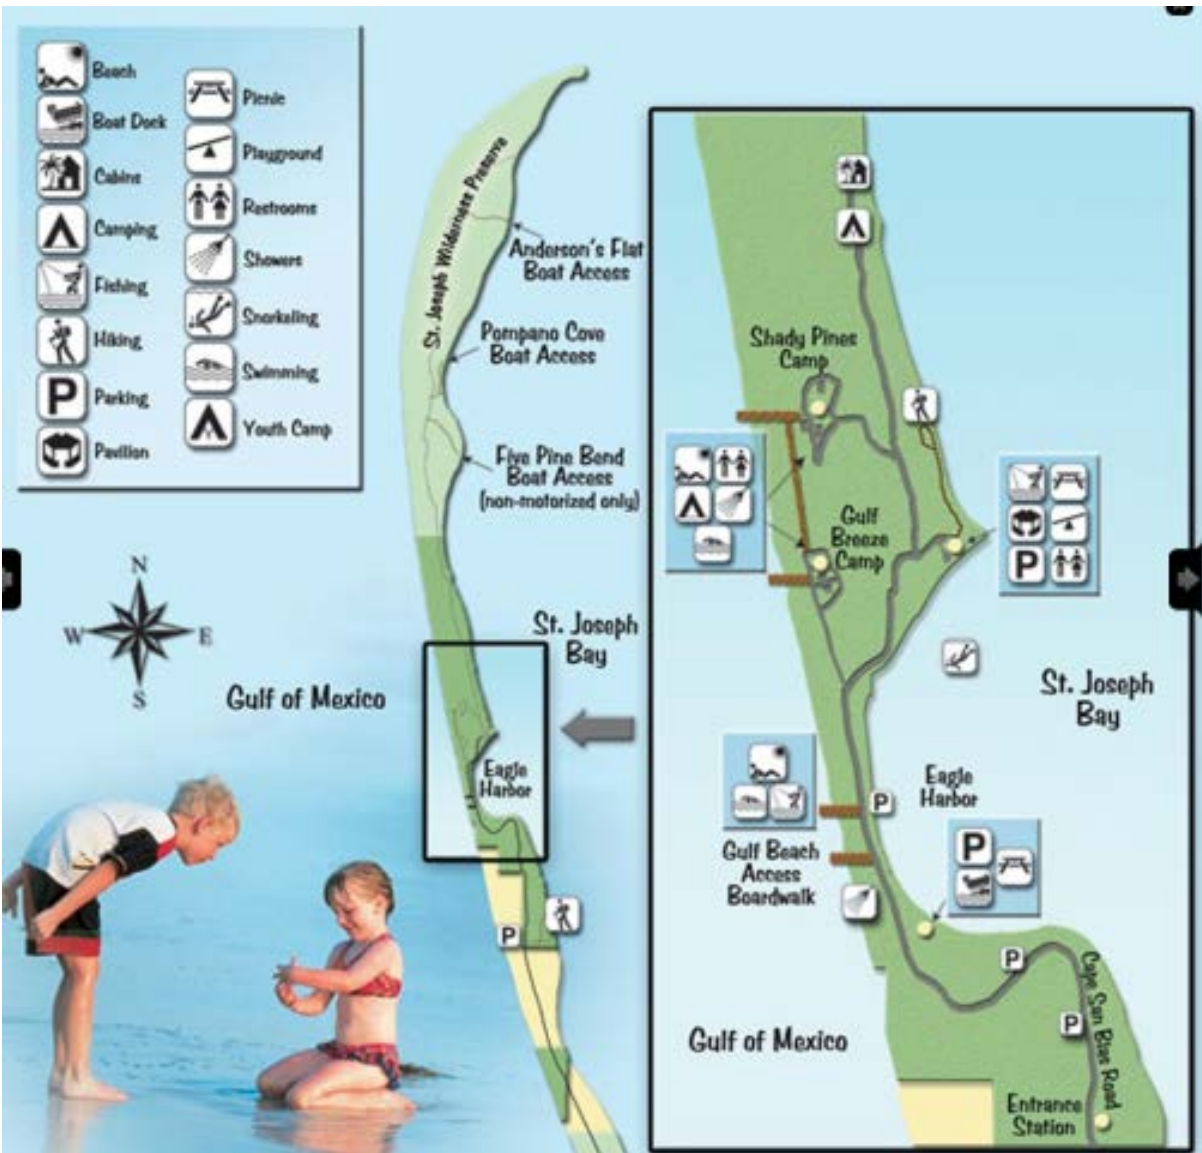 Beach
Boat Dock
Cabins
Camping
Fishing
Hiking
P
Parking
Pavilion
Picnic
Playground
Restrooms
Showers
Snorkeling
Swimming
Youth Camp
N
W
E
S
St. Joseph Wilderness Preserve
Anderson's Flat
Boat Access
Pompano Cove
Boat Access
Five Pine Bend
Boat Access
(non-motorized only)
St. Joseph
Bay
Gulf of Mexico
Eagle
Harbor
P
Shady Pines
Camp
Gulf
Breeze
Camp
P
St. Joseph
Bay
Eagle
Harbor
P
P
Gulf Beach
Access
Boardwalk
P
P
Cape San Blas Road
Gulf of Mexico
Entrance
Station